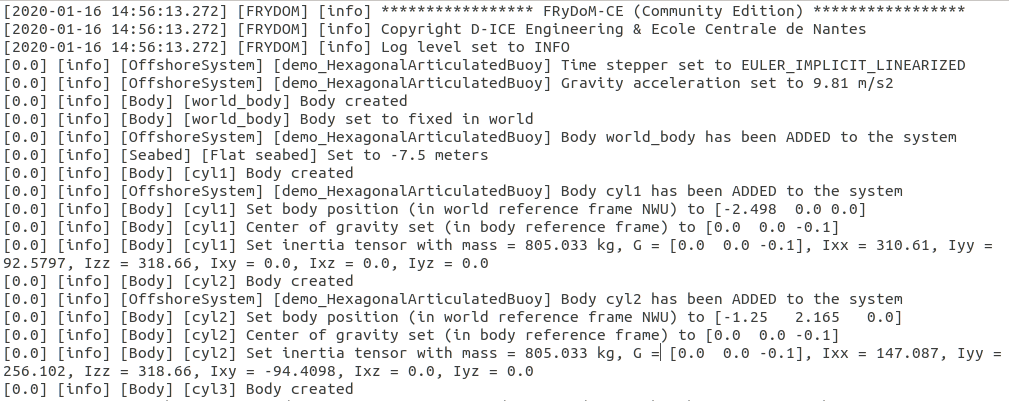 [2020-01-16 14:56:13.272] [FRYDOM] [info] ***************** FRyDoM-CE (Community Edition) *****************
[2020-01-16 14:56:13.272] [FRYDOM] [info] Copyright D-ICE Engineering & Ecole Centrale de Nantes
[2020-01-16 14:56:13.272] [FRYDOM] [info] Log level set to INFO
[0.0] [info] [OffshoreSystem] [demo_HexagonalArticulatedBuoy] Time stepper set to EULER_IMPLICIT_LINEARIZED
[0.0] [info] [OffshoreSystem] [demo_HexagonalArticulatedBuoy] Gravity acceleration set to 9.81 m/s2
[0.0] [info] [Body] [world_body] Body created
[0.0] [info] [Body] [world_body] Body set to fixed in world
[0.0] [info] [OffshoreSystem] [demo_HexagonalArticulatedBuoy] Body world_body has been ADDED to the system
[0.0] [info] [Seabed] [Flat seabed] Set to -7.5 meters
[0.0] [info] [Body] [cyl1] Body created
[0.0] [info] [OffshoreSystem] [demo_HexagonalArticulatedBuoy] Body cyl1 has been ADDED to the system
[0.0] [info] [Body] [cyl1] Set body position (in world reference frame NWU) to [-2.498   0.0 0.0]
[0.0] [info] [Body] [cyl1] Center of gravity set (in body reference frame) to [0.0  0.0 -0.1]
[0.0] [info] [Body] [cyl1] Set inertia tensor with mass = 805.033 kg, G = [0.0  0.0 -0.1], Ixx = 310.61, Iyy =
92.5797, Izz = 318.66, Ixy = 0.0, Ixz = 0.0, Iyz = 0.0
[0.0] [info] [Body] [cyl2] Body created
[0.0] [info] [OffshoreSystem] [demo_HexagonalArticulatedBuoy] Body cyl2 has been ADDED to the system
[0.0] [info] [Body] [cyl2] Set body position (in world reference frame NWU) to [-1.25   2.165   0.0]
[0.0] [info] [Body] [cyl2] Center of gravity set (in body reference frame) to [0.0  0.0 -0.1]
[0.0] [info] [Body] [cyl2] Set inertia tensor with mass = 805.033 kg, G = [0.0  0.0 -0.1], Ixx = 147.087, Iyy =
256.102, Izz = 318.66, Ixy = -94.4098, Ixz = 0.0, Iyz = 0.0
[0.0] [info] [Body] [cyl3] Body created